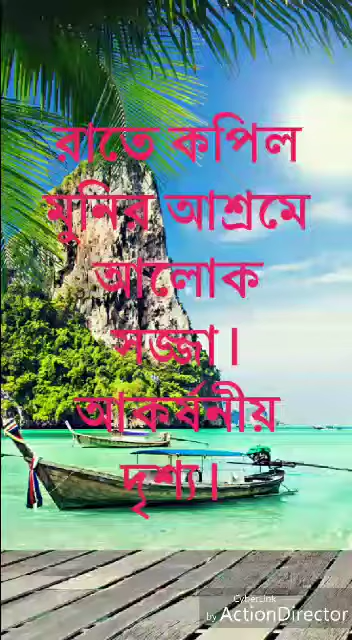 রাতে কপিল
মুনির আশ্রমে
আলোক
সজ্জা।
আকর্ষনীয়
দৃশ্য।
CyberLink
by ActionDirector